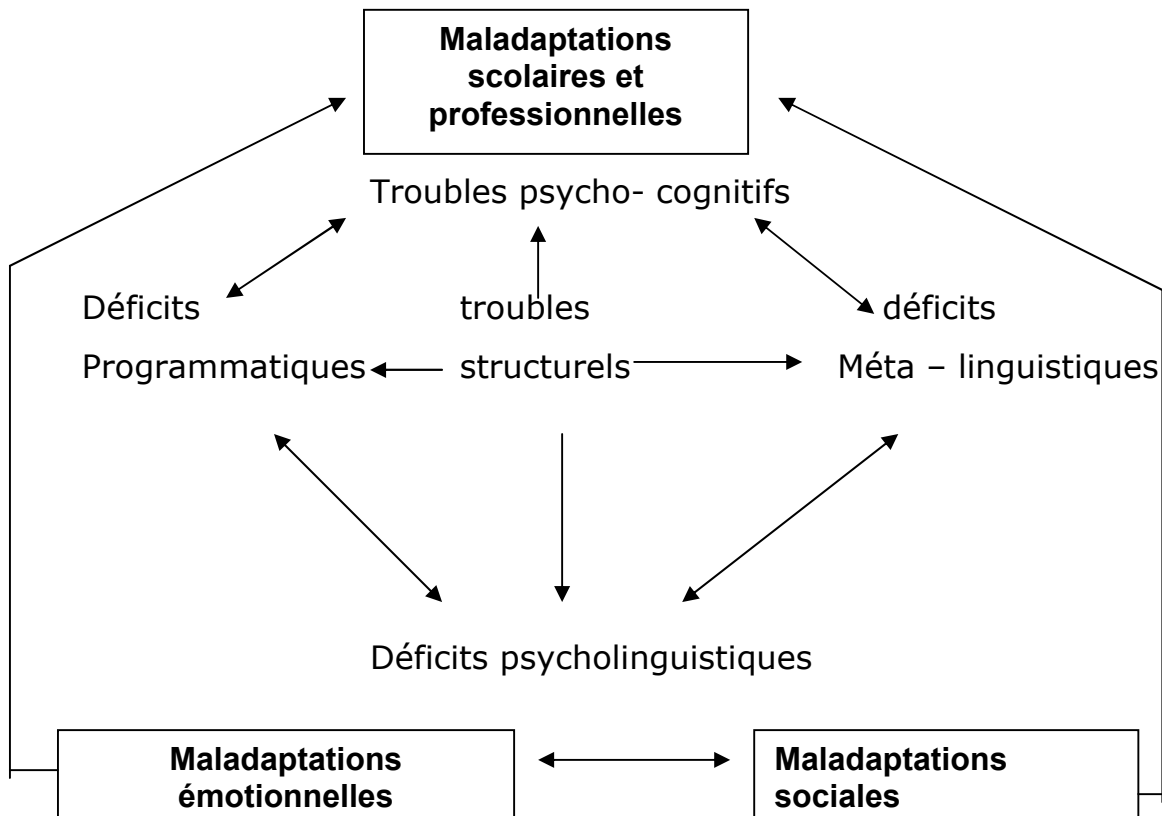 Maladaptations
scolaires et
professionnelles
Troubles psycho- cognitifs
Déficits troubles déficits
Programmatiques structurels Méta – linguistiques
Déficits psycholinguistiques
Maladaptations
émotionnelles
Maladaptations
sociales